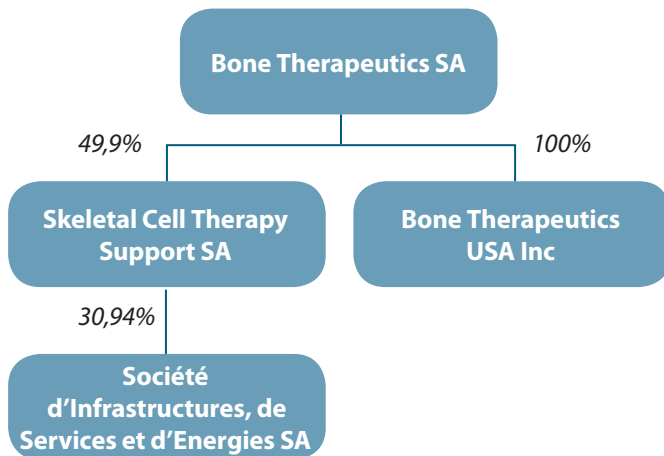 Bone Therapeutics SA
49,9%
100%
Skeletal Cell Therapy
Support SA
Bone Therapeutics
USA Inc
30,94%
Société
d'Infrastructures, de
Services et d'Energies SA